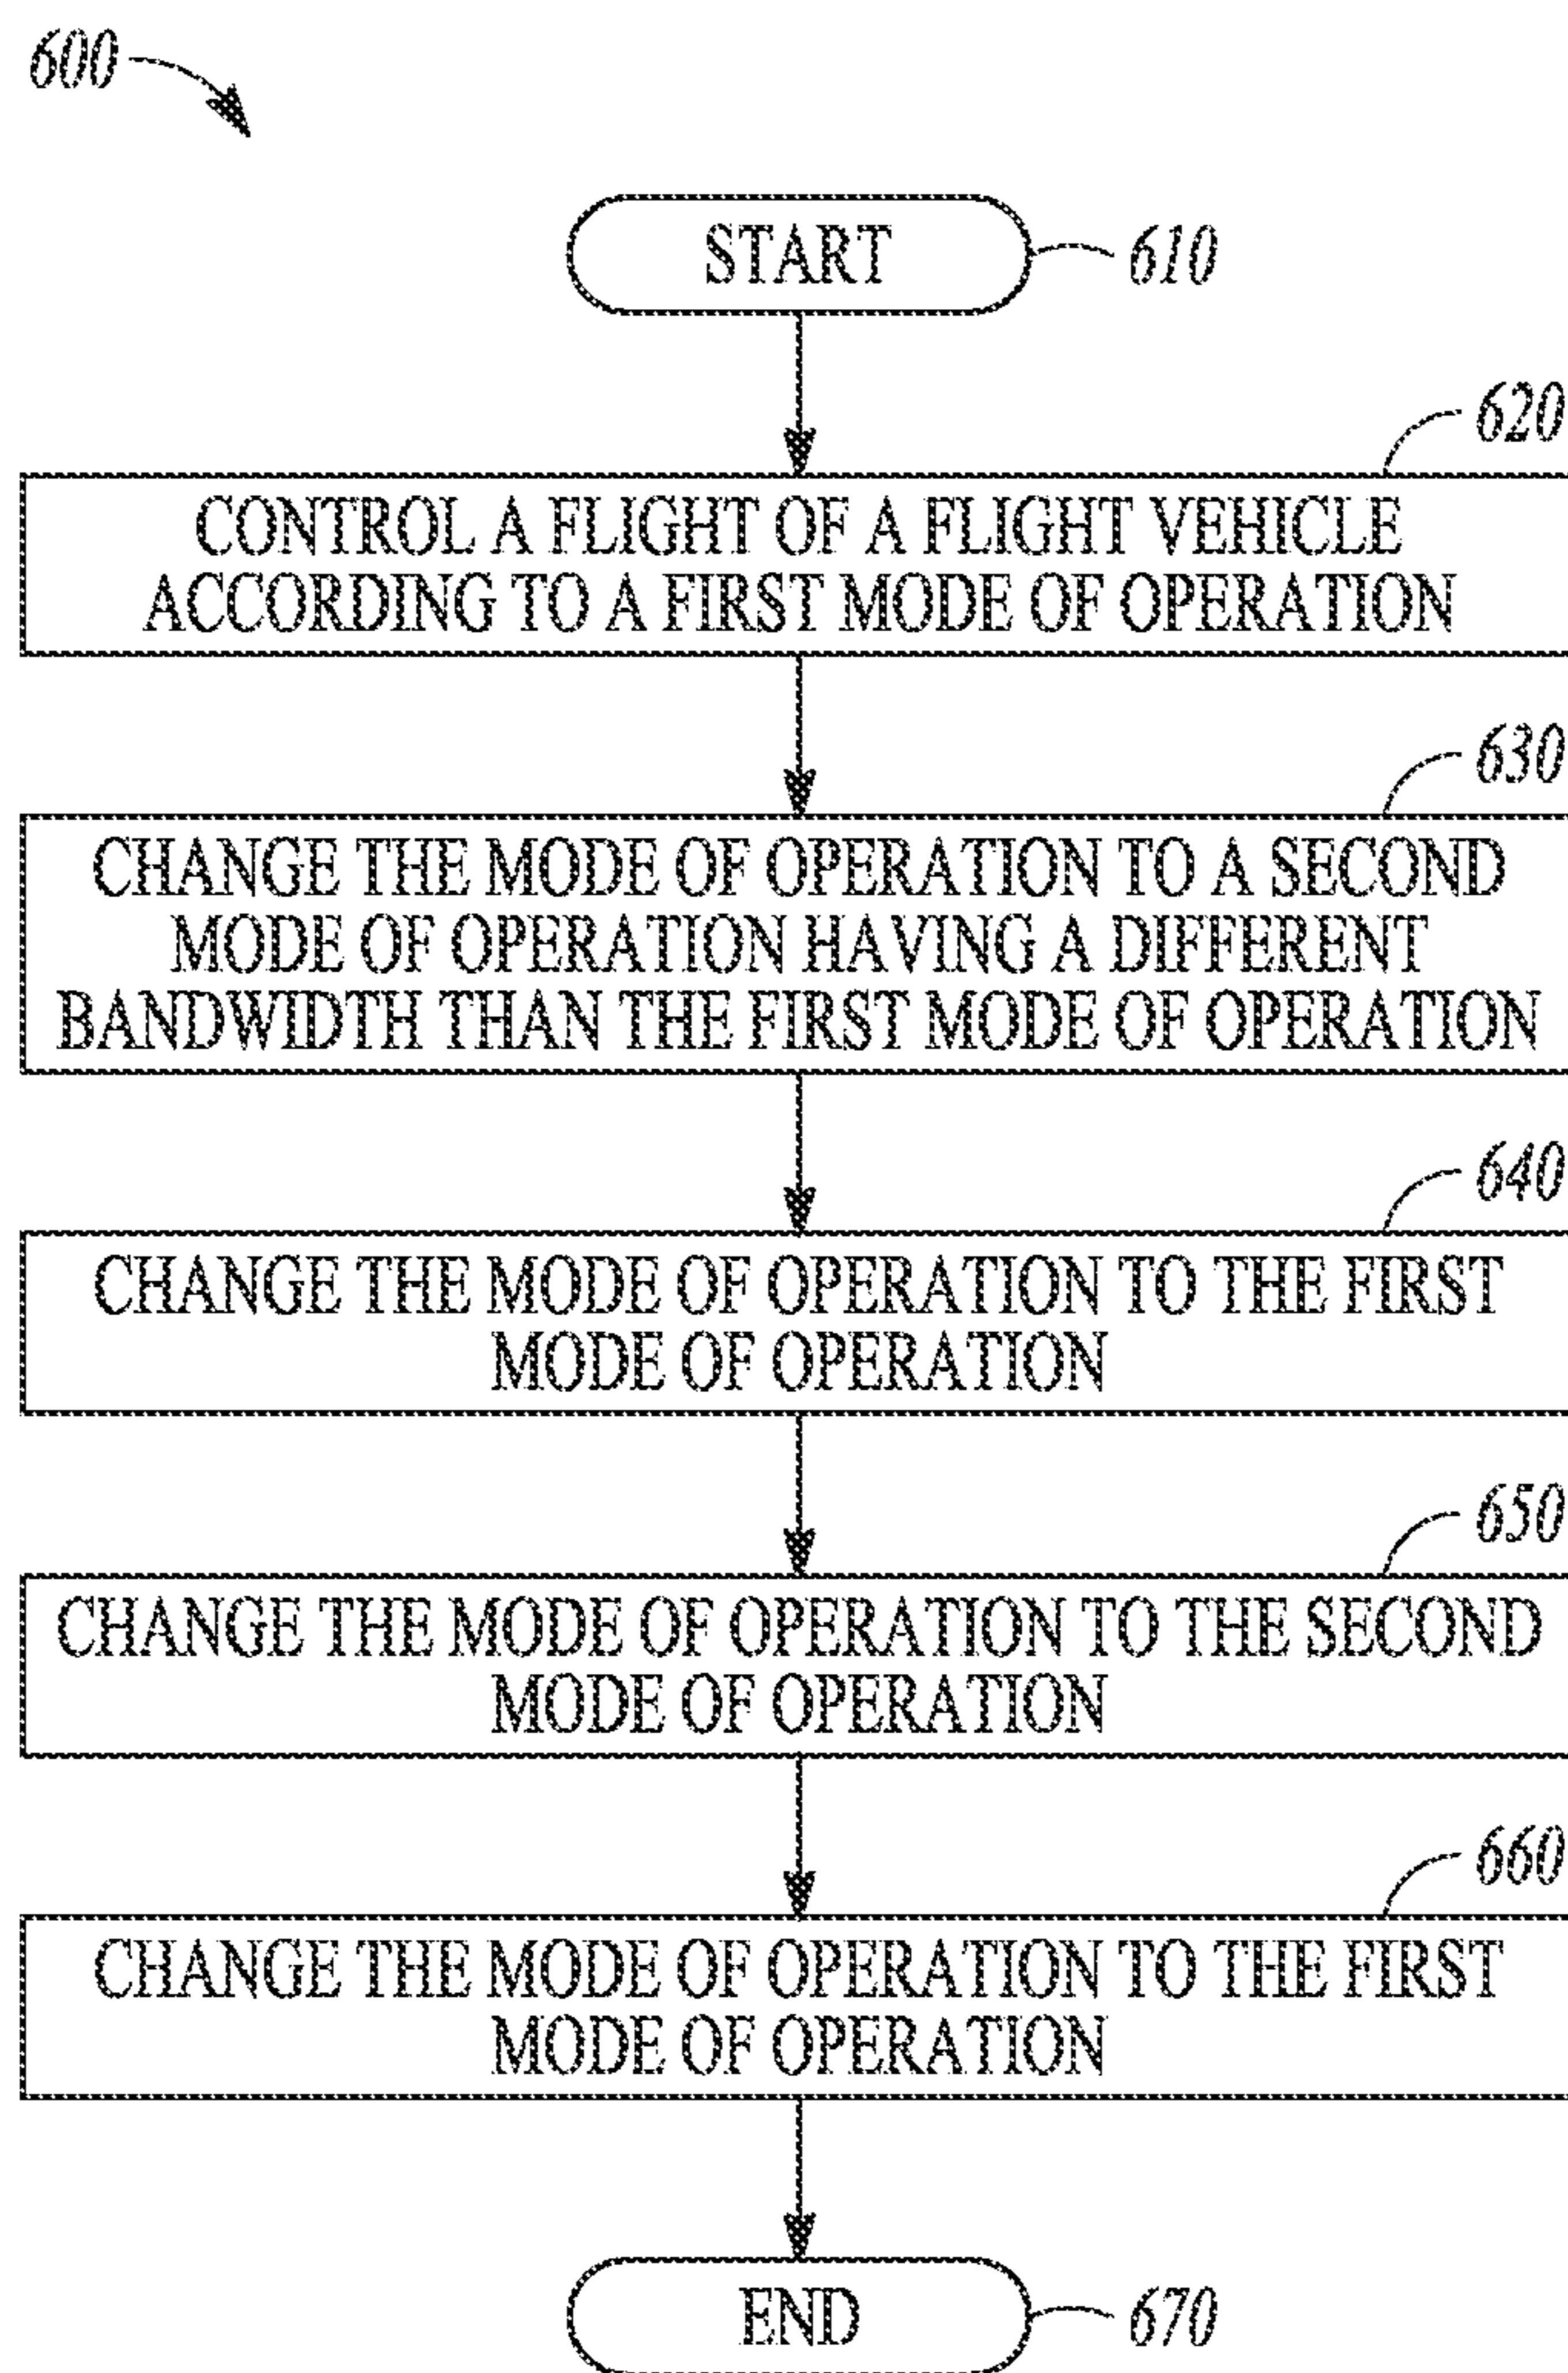 600
START
610
620
CONTROL A FLIGHT OF A FLIGHT VEHICLE
ACCORDING TO A FIRST MODE OF OPERATION
630
CHANGE THE MODE OF OPERATION TO A SECOND
MODE OF OPERATION HAVING A DIFFERENT
BANDWIDTH THAN THE FIRST MODE OF OPERATION
640
CHANGE THE MODE OF OPERATION TO THE FIRST
MODE OF OPERATION
650
CHANGE THE MODE OF OPERATION TO THE SECOND
MODE OF OPERATION
660
CHANGE THE MODE OF OPERATION TO THE FIRST
MODE OF OPERATION
END
670